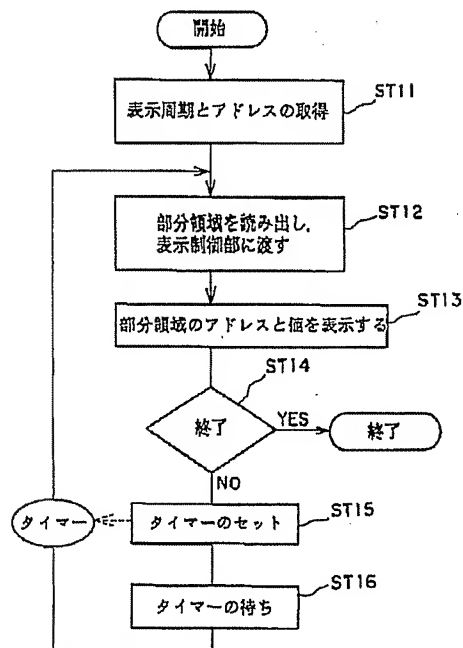 開始
表示周期とアドレスの取得
ST11
部分領域を読み出し，
表示制御部に渡す
ST12
部分領域のアドレスと値を表示する
ST13
ST14
終了
YES
終了
NO
タイマー
タイマーのセット
ST15
タイマーの待ち
ST16